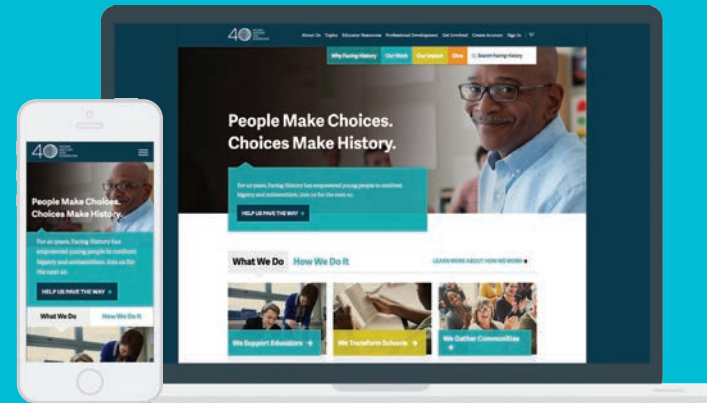 40
About Us Topics Educator Resources Professional Development Get Involved Create Account Sign In
Why Facing History Our Work Our Impact Give Search Facing History
People Make Choices.
Choices Make History.
For 40 years, Facing History has empowered young people to confront
bigotry and antisemitism. Join us for the next 40.
HELP US PAVE THE WAY
What We Do How We Do It LEARN MORE ABOUT HOW WE WORK
We Support Educators → We Transform Schools → We Gather Communities
→
40
People Make Choices.
Choices Make History.
For 40 years, Facing History has
empowered young people to confront
bigotry and antisemitism. Join us for
the next 40.
HELP US PAVE THE WAY
What We Do How We Do It